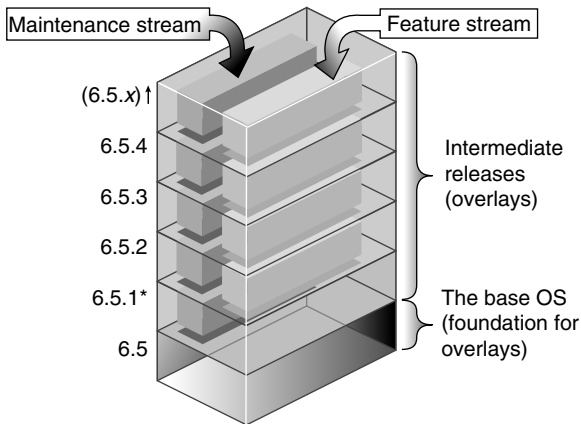 Maintenance stream
Feature stream
(6.5.x)
6.5.4
6.5.3
6.5.2
6.5.1*
6.5
Intermediate
releases
(overlays)
The base OS
(foundation for
overlays)